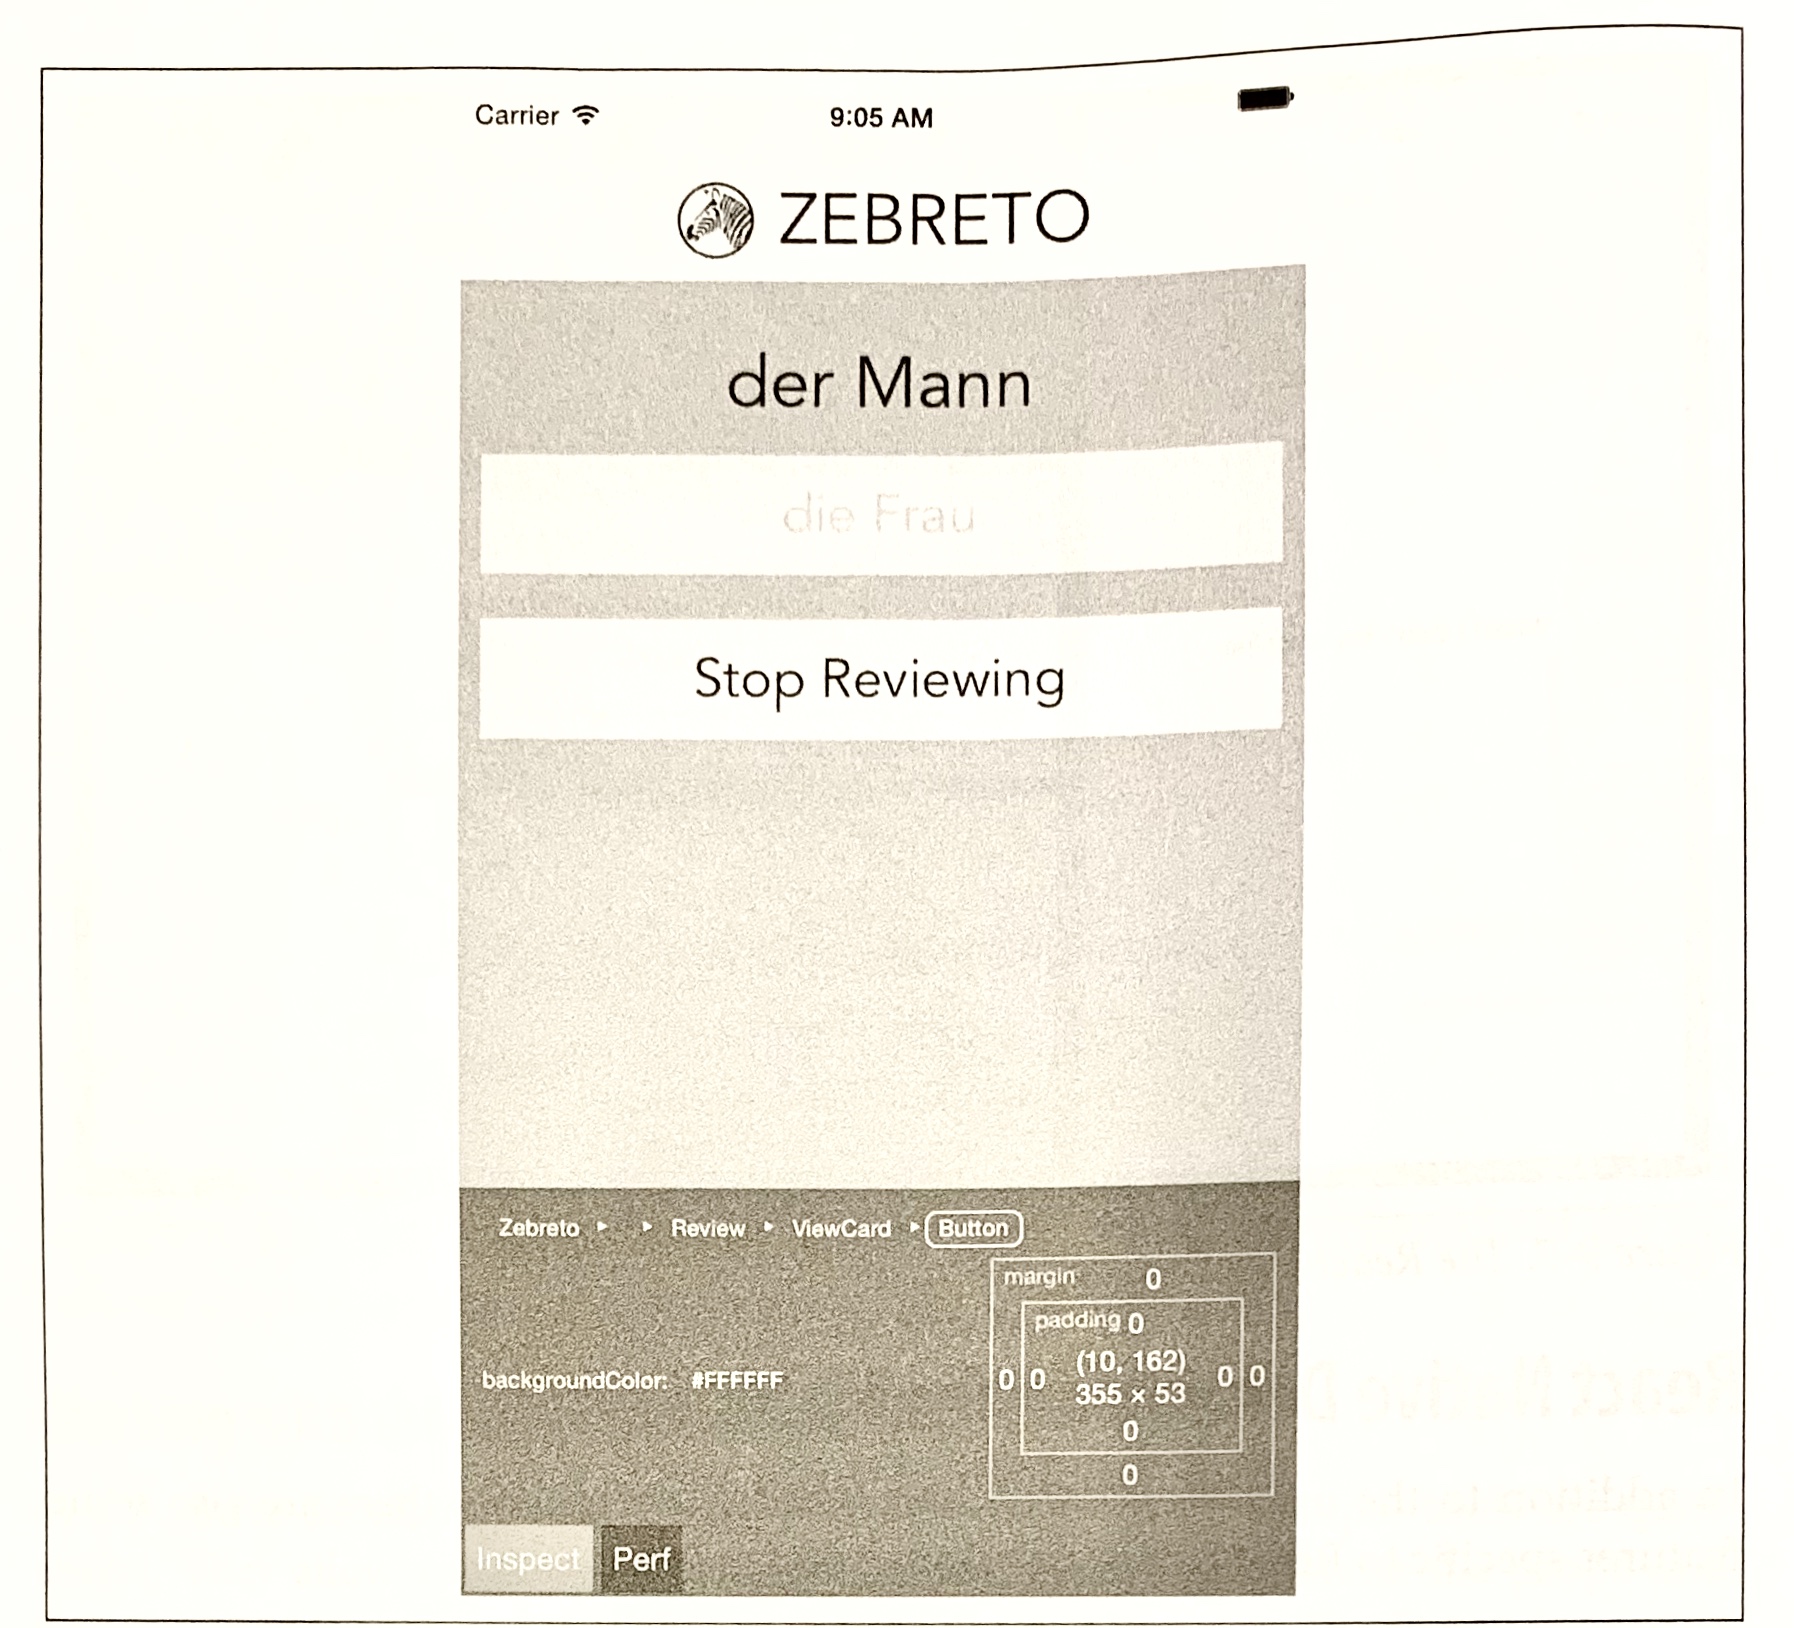 Carrier 9:05 AM
ZEBRETO
der Mann
die Frau
Stop Reviewing
Zebreto ▸ ▸ Review ▸ ViewCard ▸ Button
margin 0
padding 0
(10, 162)
0 0 355 × 53 0 0
0
0
backgroundColor: #FFFFFF
Inspect Perf